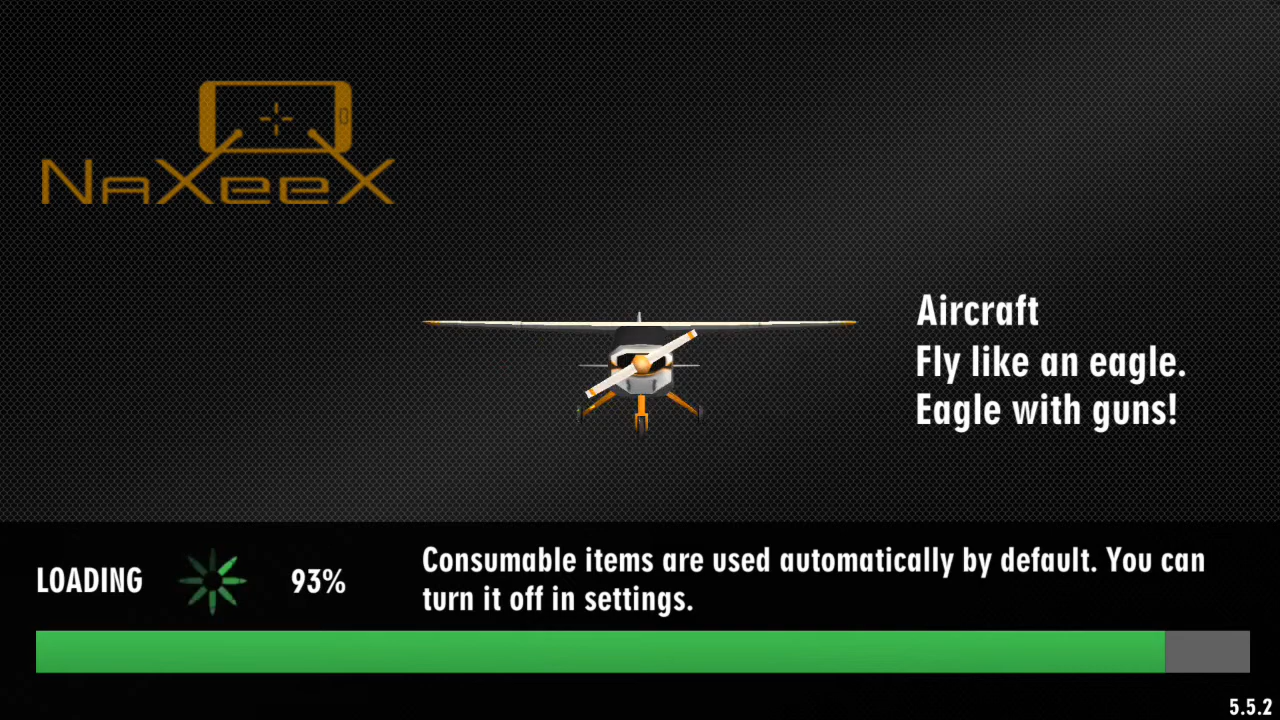 NaXeeX
Aircraft
Fly like an eagle.
Eagle with guns!
LOADING
93%
Consumable items are used automatically by default. You can
turn it off in settings.
5.5.2